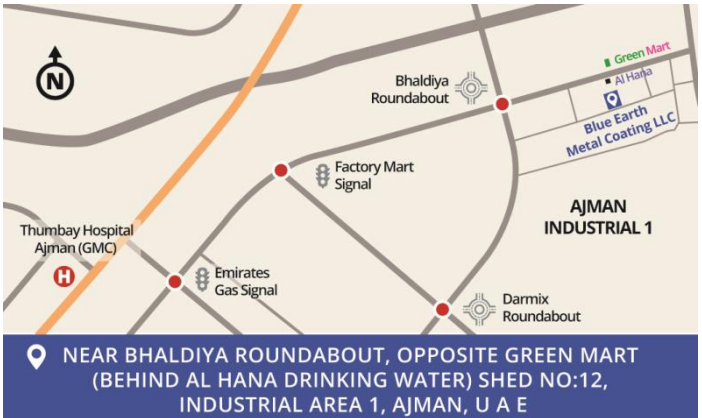 N
Green Mart
Al Hana
Bhaldiya
Roundabout
Blue Earth
Metal Coating LLC
Factory Mart
Signal
AJMAN
INDUSTRIAL 1
Thumbay Hospital
Ajman (GMC)
H
Emirates
Gas Signal
Darmix
Roundabout
NEAR BHALDIYA ROUNDABOUT, OPPOSITE GREEN MART
(BEHIND AL HANA DRINKING WATER) SHED NO:12,
INDUSTRIAL AREA 1, AJMAN, U A E